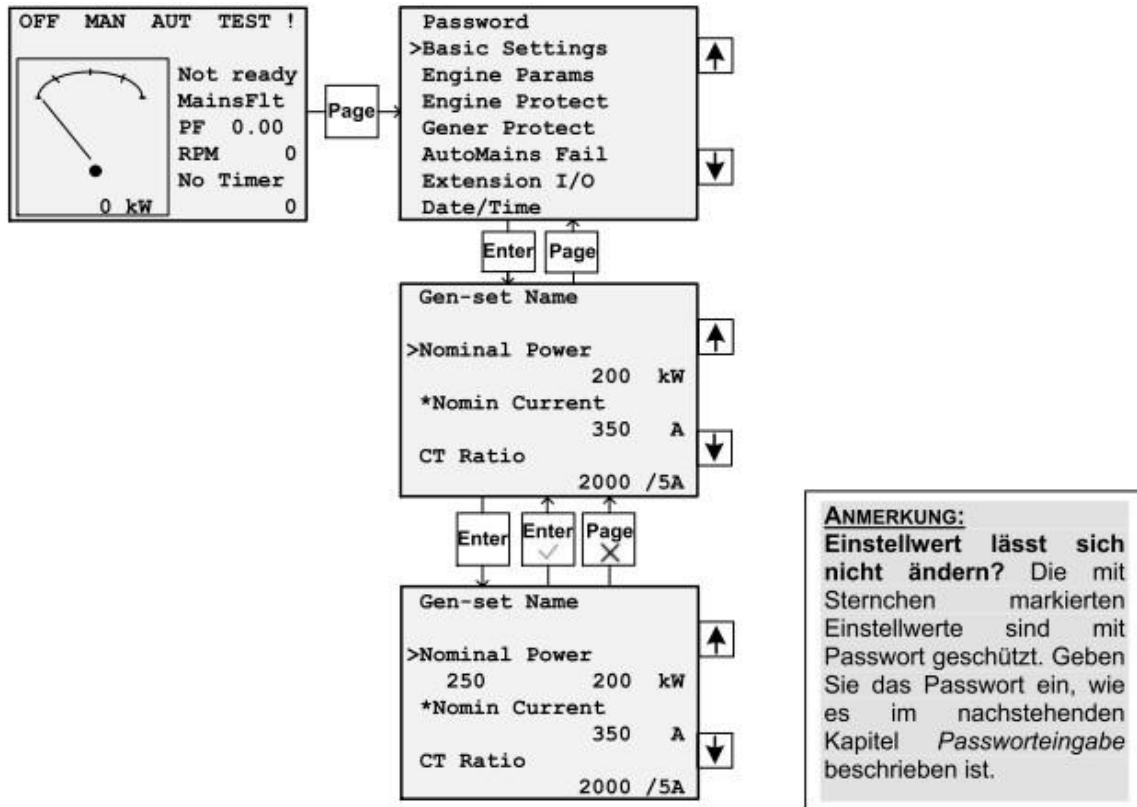 OFF MAN AUT TEST !
Not ready
MainsFlt
PF 0.00
RPM 0
No Timer
0 kW 0
Page
Password
>Basic Settings
Engine Params
Engine Protect
Gener Protect
AutoMains Fail
Extension I/O
Date/Time
Enter Page
Gen-set Name
>Nominal Power
200 kW
*Nomin Current
350 A
CT Ratio
2000 /5A
Enter Enter Page
Gen-set Name
>Nominal Power
250 200 kW
*Nomin Current
350 A
CT Ratio
2000 /5A
ANMERKUNG:
Einstellwert lässt sich
nicht ändern? Die mit
Sternchen markierten
Einstellwerte sind mit
Passwort geschützt. Geben
Sie das Passwort ein, wie
es im nachstehenden
Kapitel Passworteingabe
beschrieben ist.